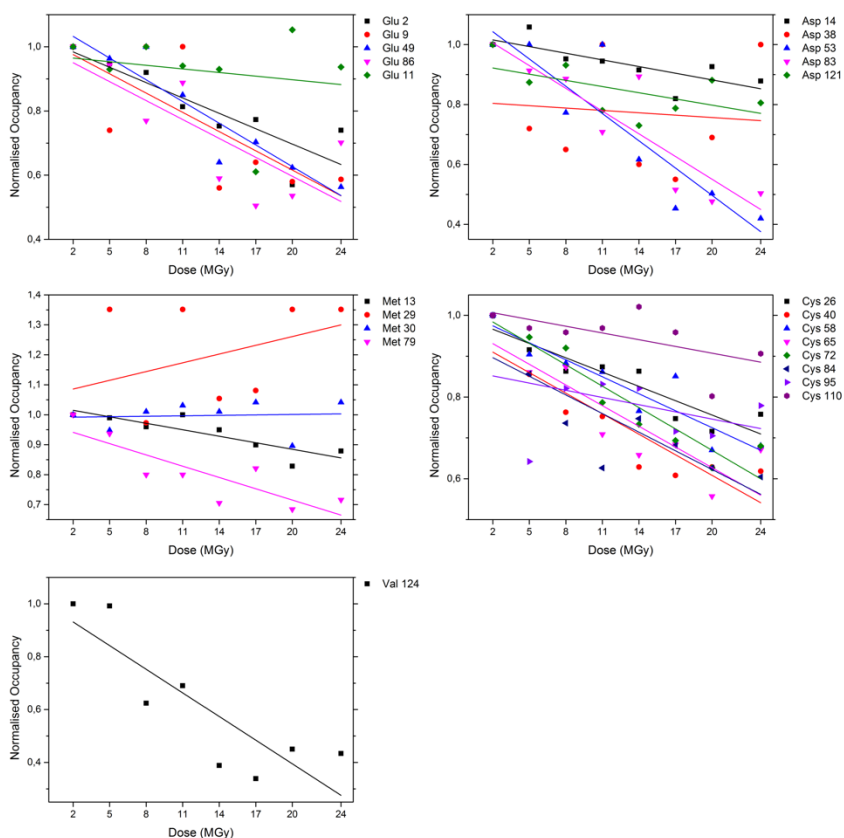 Normalised Occupancy
1,0
0,8
0,6
0,4
2 5 8 11 14 17 20 24
Dose (MGy)
Glu 2
Glu 9
Glu 49
Glu 86
Glu 11
Normalised Occupancy
1,0
0,8
0,6
0,4
2 5 8 11 14 17 20 24
Dose (MGy)
Asp 14
Asp 38
Asp 53
Asp 83
Asp 121
Normalised Occupancy
1,4
1,3
1,2
1,1
1,0
0,9
0,8
0,7
0,6
2 5 8 11 14 17 20 24
Dose (MGy)
Met 13
Met 29
Met 30
Met 79
Normalised Occupancy
1,0
0,8
0,6
2 5 8 11 14 17 20 24
Dose (MGy)
Cys 26
Cys 40
Cys 58
Cys 65
Cys 72
Cys 84
Cys 95
Cys 110
Normalised Occupancy
1,0
0,8
0,6
0,4
2 5 8 11 14 17 20 24
Dose (MGy)
Val 124